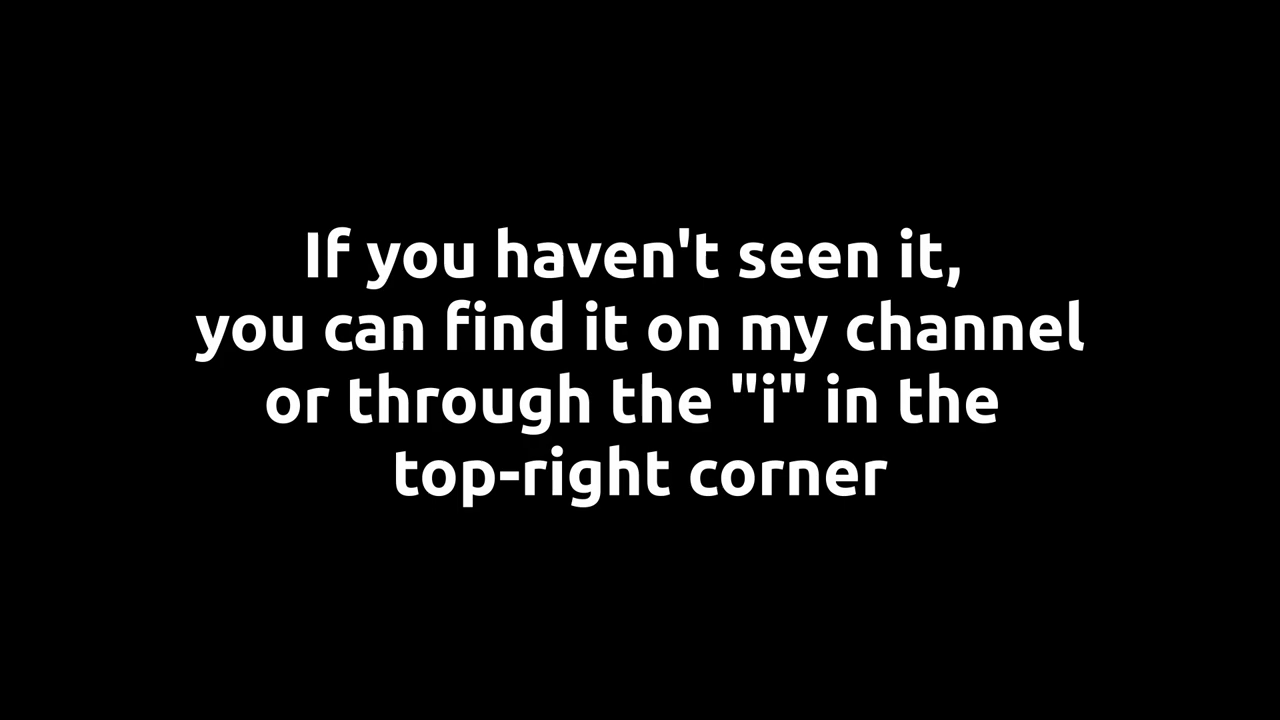 If you haven't seen it,
you can find it on my channel
or through the "i" in the
top-right corner